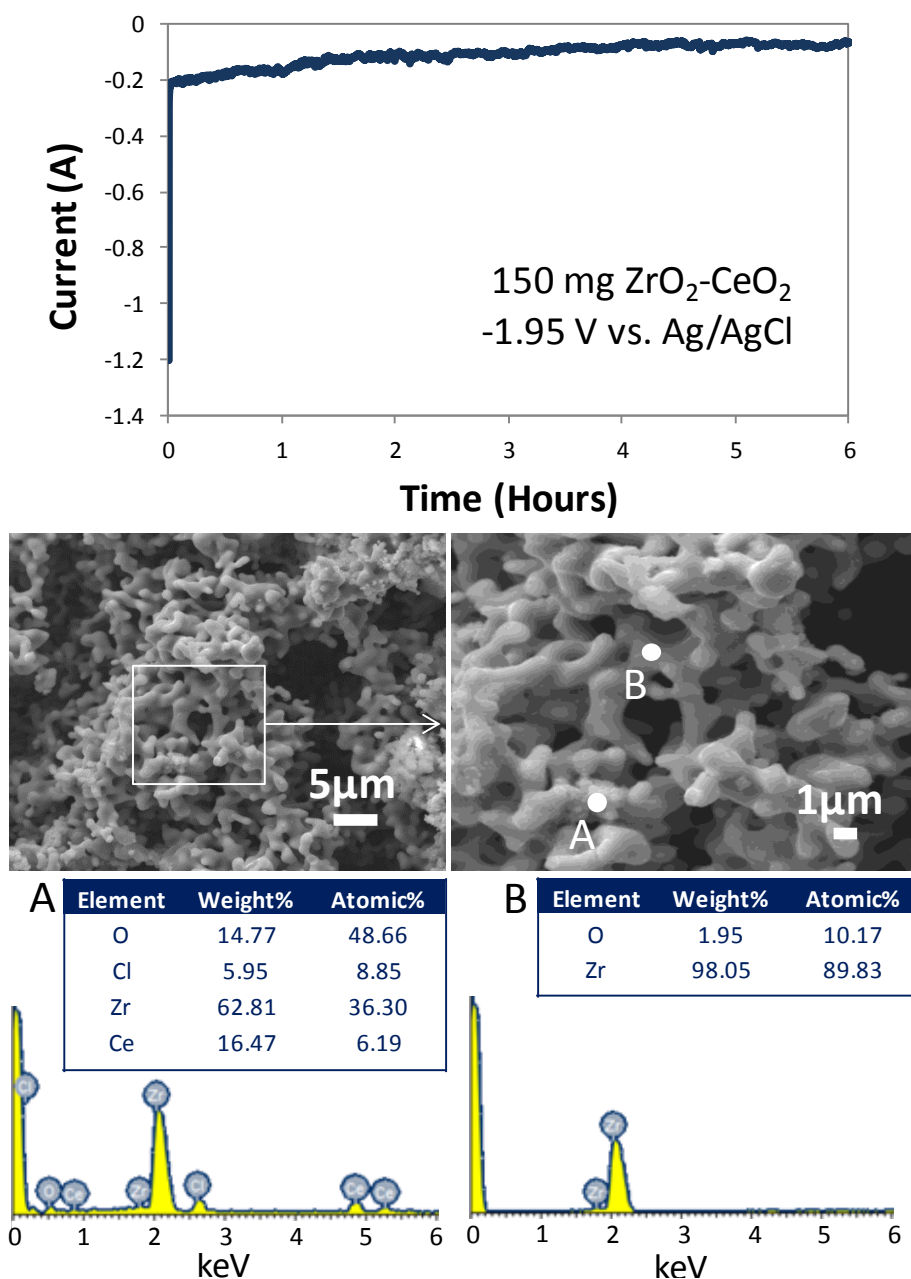 0
-0.2
-0.4
-0.6
-0.8
-1
-1.2
-1.4
Current (A)
150 mg ZrO₂-CeO₂
-1.95 V vs. Ag/AgCl
0 1 2 3 4 5 6
Time (Hours)
5µm
B
A
1µm
A
Element Weight% Atomic%
O 14.77 48.66
Cl 5.95 8.85
Zr 62.81 36.30
Ce 16.47 6.19
B
Element Weight% Atomic%
O 1.95 10.17
Zr 98.05 89.83
Cl O Ce Zr Zr Cl Ce Ce
0 1 2 3 4 5 6
keV
Zr Zr
1 2 3 4 5 6
keV